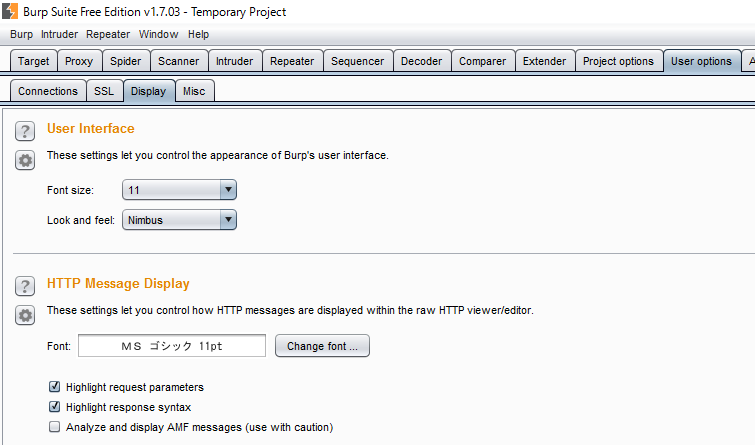 Burp Suite Free Edition v1.7.03 - Temporary Project
Burp Intruder Repeater Window Help
Target Proxy Spider Scanner Intruder Repeater Sequencer Decoder Comparer Extender Project options User options A
Connections SSL Display Misc
? User Interface
These settings let you control the appearance of Burp's user interface.
Font size: 11
Look and feel: Nimbus
? HTTP Message Display
These settings let you control how HTTP messages are displayed within the raw HTTP viewer/editor.
Font: ＭＳ ゴシック 11pt Change font ...
Highlight request parameters
Highlight response syntax
Analyze and display AMF messages (use with caution)